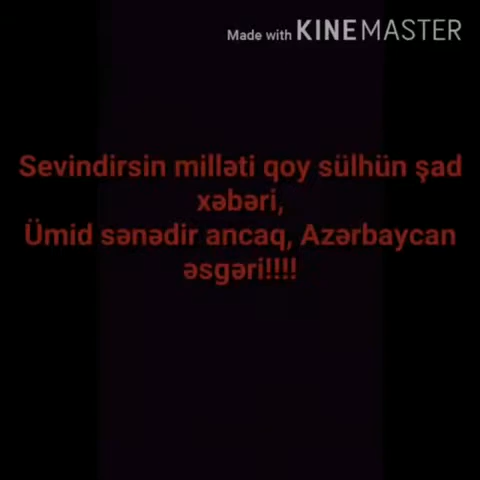 Made with KINEMASTER
Sevindirsin milləti qoy sülhün şad
xəbəri,
Ümid sənədir ancaq, Azərbaycan
əsgəri!!!!